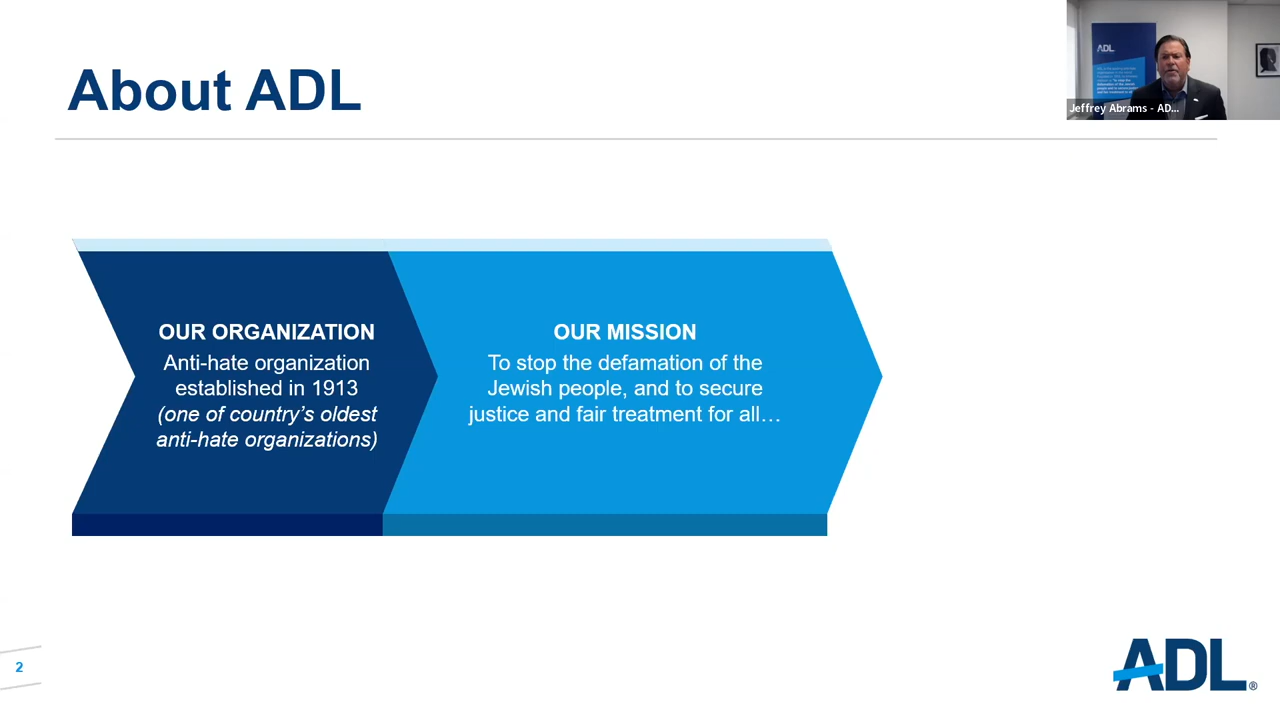 About ADL
ADL
Jeffrey Abrams - AD...
OUR ORGANIZATION
Anti-hate organization
established in 1913
(one of country’s oldest
anti-hate organizations)
OUR MISSION
To stop the defamation of the
Jewish people, and to secure
justice and fair treatment for all…
2
ADL®